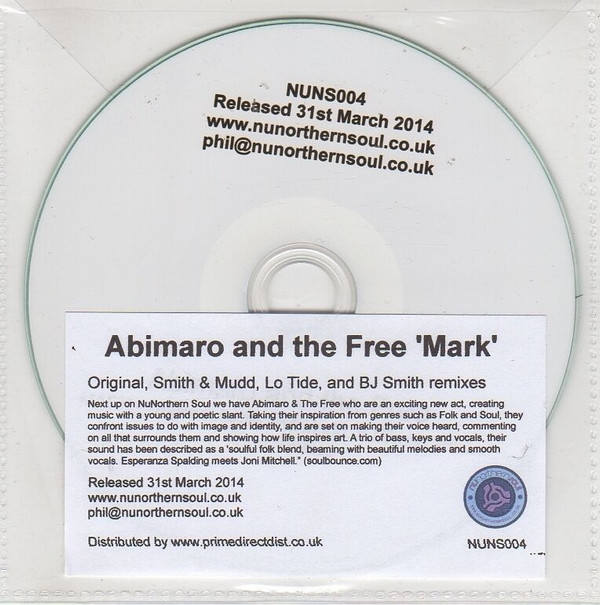 NUNS004
Released 31st March 2014
www.nunorthernsoul.co.uk
phil@nunorthernsoul.co.uk
Abimaro and the Free 'Mark'
Original, Smith & Mudd, Lo Tide, and BJ Smith remixes
Next up on NuNorthern Soul we have Abimaro & The Free who are an exciting new act, creating
music with a young and poetic slant. Taking their inspiration from genres such as Folk and Soul, they
confront issues to do with image and identity, and are set on making their voice heard, commenting
on all that surrounds them and showing how life inspires art. A trio of bass, keys and vocals, their
sound has been described as a 'soulful folk blend, beaming with beautiful melodies and smooth
vocals. Esperanza Spalding meets Joni Mitchell." (soulbounce.com)
Released 31st March 2014
www.nunorthernsoul.co.uk
phil@nunorthernsoul.co.uk
nunorthernsoul
Distributed by www.primedirectdist.co.uk
NUNS004